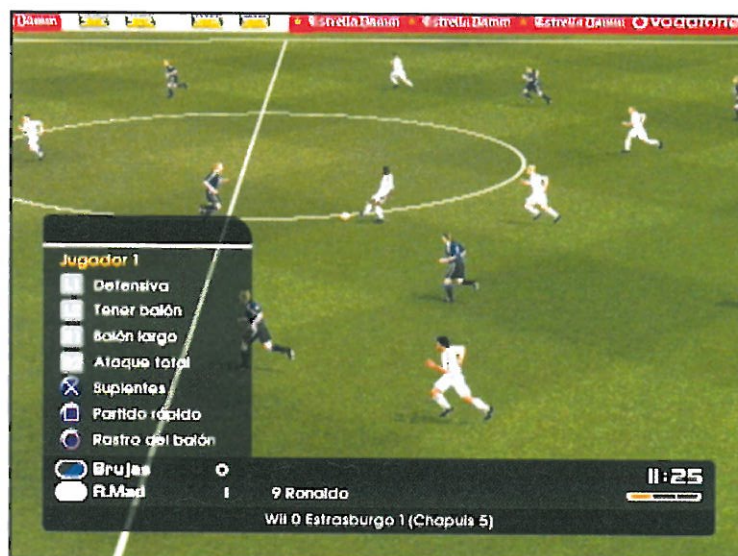 Damm Estrella Damm Estrella Damm Estrella Damm vodafone
Jugador 1
Defensiva
Tener balón
Balón largo
Ataque total
Suplentes
Partido rápido
Rastro del balón
Brujas 0
R.Mad 1 9 Ronaldo
11:25
Wil 0 Estrasburgo 1 (Chapuis 5)